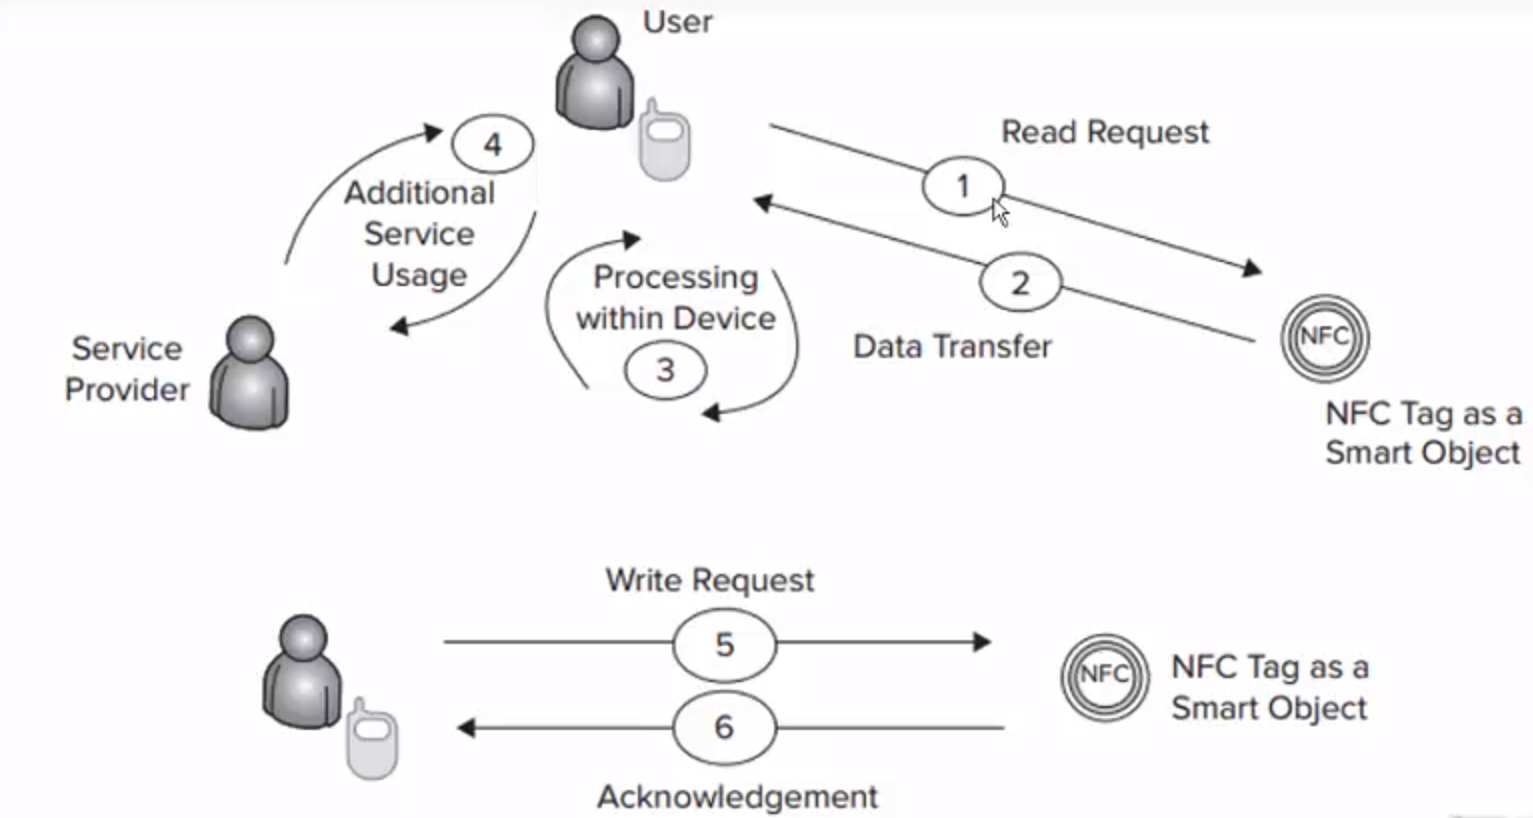 User
Read Request
1
4
Additional
Service
Usage
2
Processing
within Device
3
Data Transfer
NFC
Service
Provider
NFC Tag as a
Smart Object
Write Request
5
NFC
NFC Tag as a
Smart Object
6
Acknowledgement